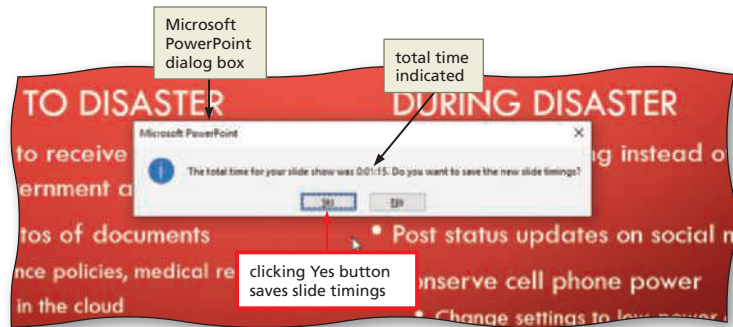 Microsoft
PowerPoint
dialog box
total time
indicated
TO DISASTER
DURING DISASTER
Microsoft PowerPoint
to receive
ng instead o
The total time for your slide show was 0:01:15. Do you want to save the new slide timings?
ernment a
Yes
No
tos of documents
• Post status updates on social n
nce policies, medical re
clicking Yes button
saves slide timings
onserve cell phone power
in the cloud
• Change settings to low-power